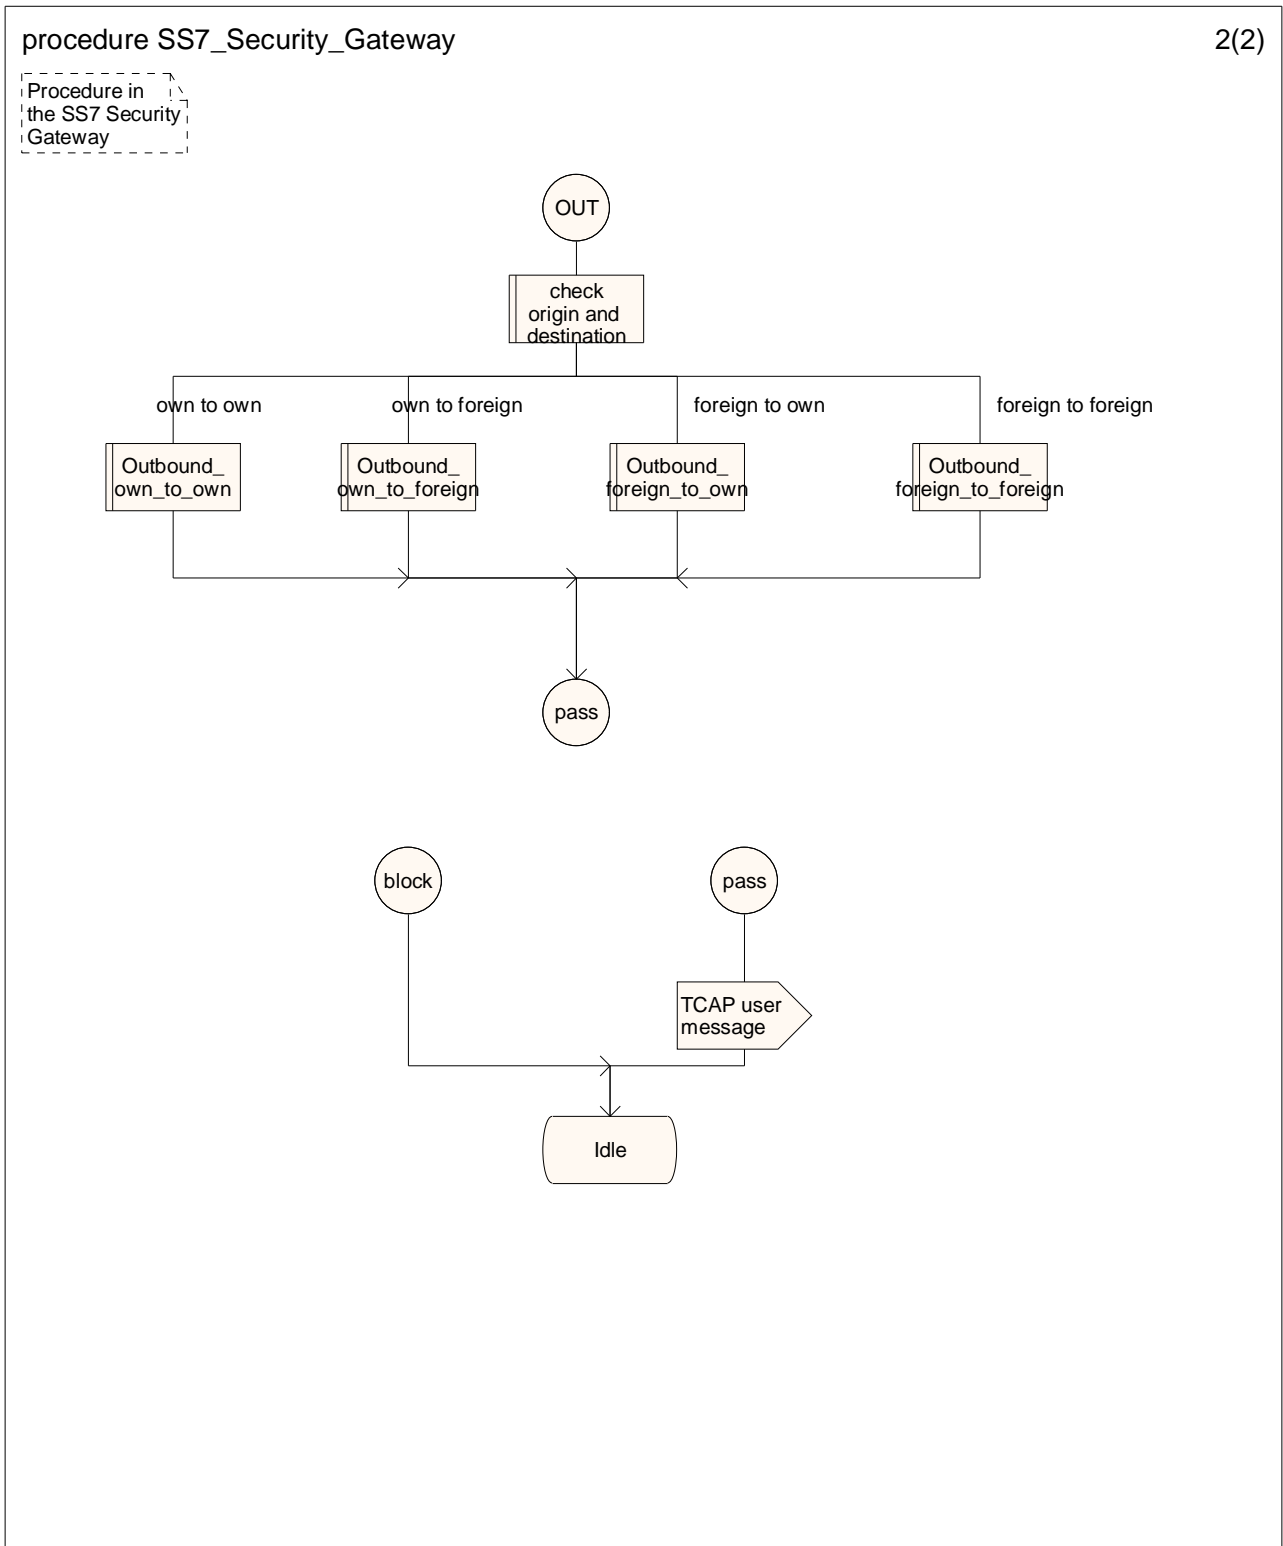 procedure SS7_Security_Gateway
2(2)
Procedure in
the SS7 Security
Gateway
OUT
check
origin and
destination
own to own
own to foreign
foreign to own
foreign to foreign
Outbound_
own_to_own
Outbound_
own_to_foreign
Outbound_
foreign_to_own
Outbound_
foreign_to_foreign
pass
block
pass
TCAP user
message
Idle